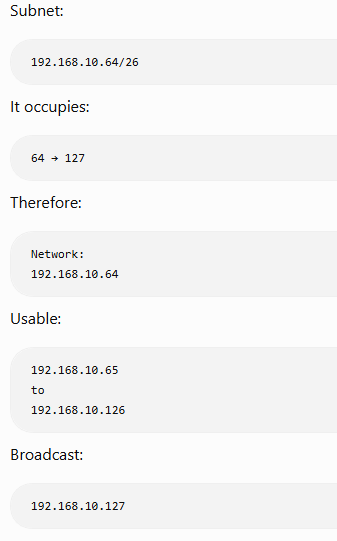 Subnet:
192.168.10.64/26
It occupies:
64 → 127
Therefore:
Network:
192.168.10.64
Usable:
192.168.10.65
to
192.168.10.126
Broadcast:
192.168.10.127